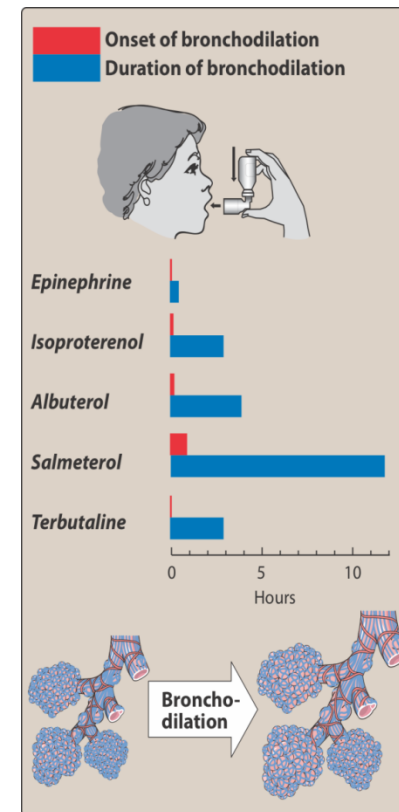 Onset of bronchodilation
Duration of bronchodilation
Epinephrine
Isoproterenol
Albuterol
Salmeterol
Terbutaline
0 5 10
Hours
Broncho-
dilation